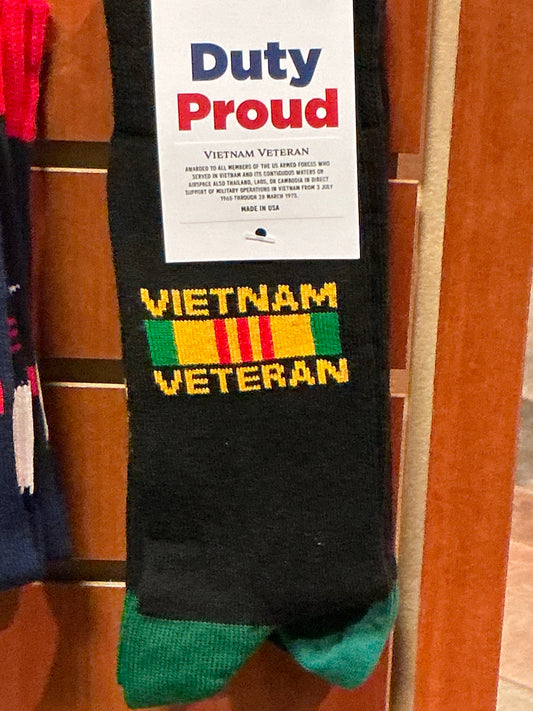 Duty
Proud
VIETNAM VETERAN
AWARDED TO ALL MEMBERS OF THE US ARMED FORCES WHO
SERVED IN VIETNAM AND ITS CONTIGUOUS WATERS OR
AIRSPACE ALSO THAILAND, LAOS, OR CAMBODIA IN DIRECT
SUPPORT OF MILITARY OPERATIONS IN VIETNAM FROM 3 JULY
1965 THROUGH 28 MARCH 1973.
MADE IN USA
VIETNAM
VETERAN